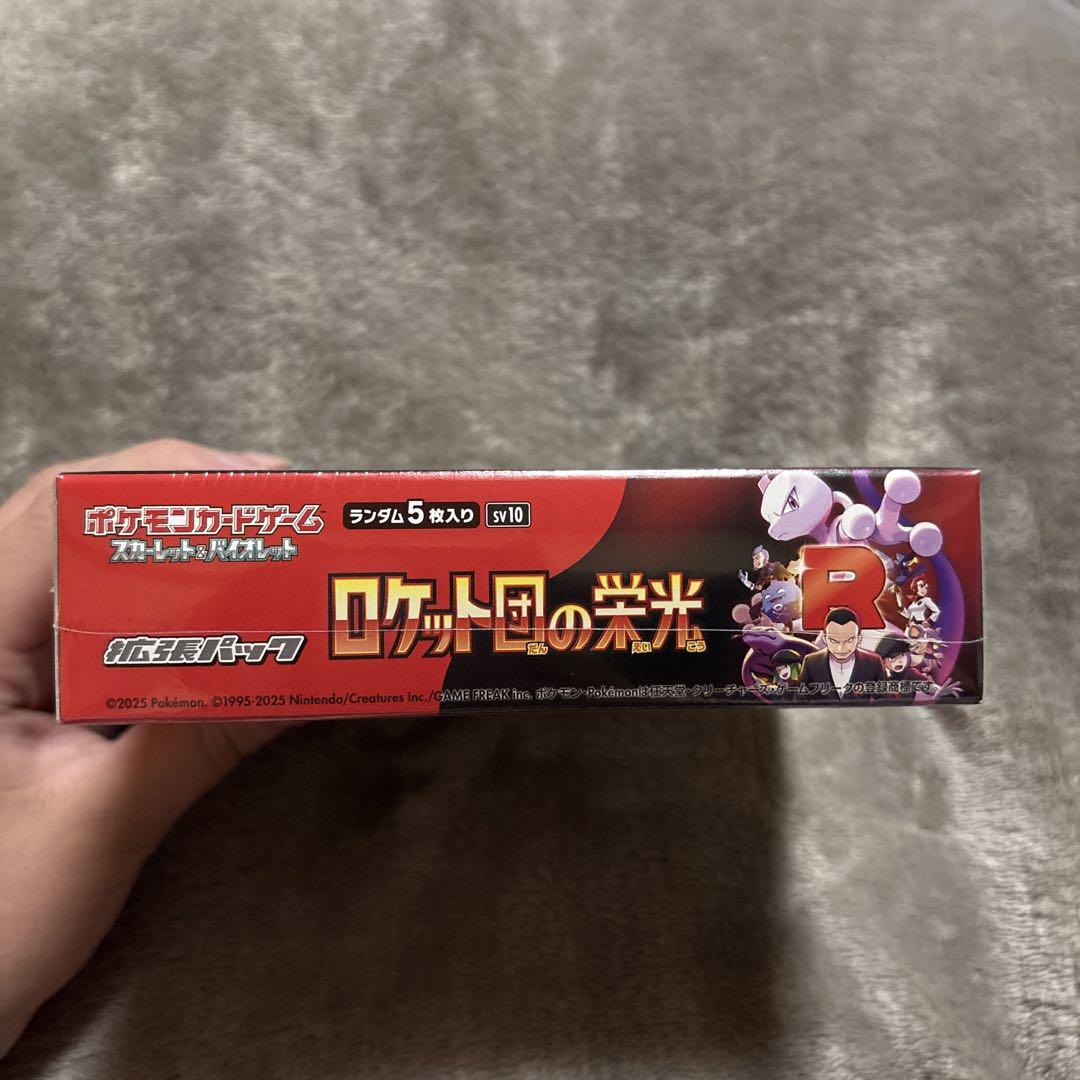 ポケモンカードゲーム
スカーレット&バイオレット
ランダム5枚入り
SV10
拡張パック
ロケット団の栄光
だん えいこう
©2025 Pokémon. ©1995-2025 Nintendo/Creatures Inc./GAME FREAK inc. ポケモン・Pokémonは任天堂・クリーチャーズ・ゲームフリークの登録商標です。
R